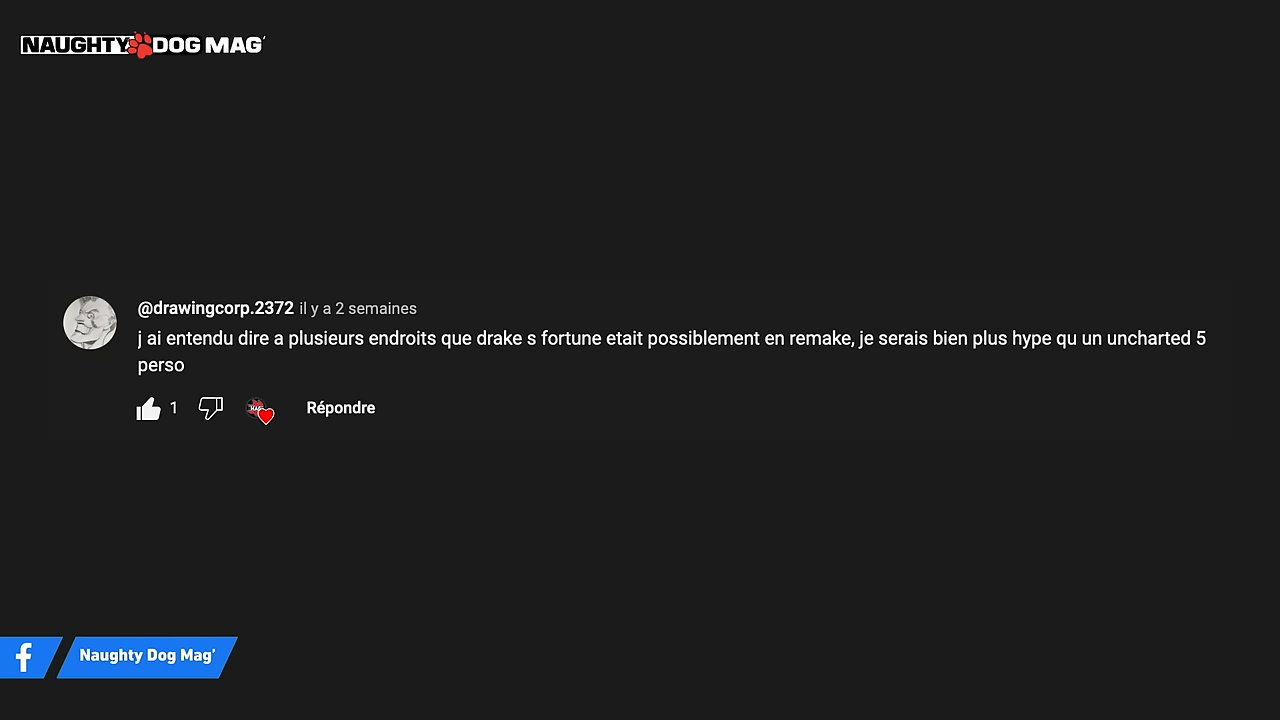 NAUGHTY DOG MAG'
@drawingcorp.2372 il y a 2 semaines
j ai entendu dire a plusieurs endroits que drake s fortune etait possiblement en remake, je serais bien plus hype qu un uncharted 5
perso
1 MAG' Répondre
f Naughty Dog Mag'